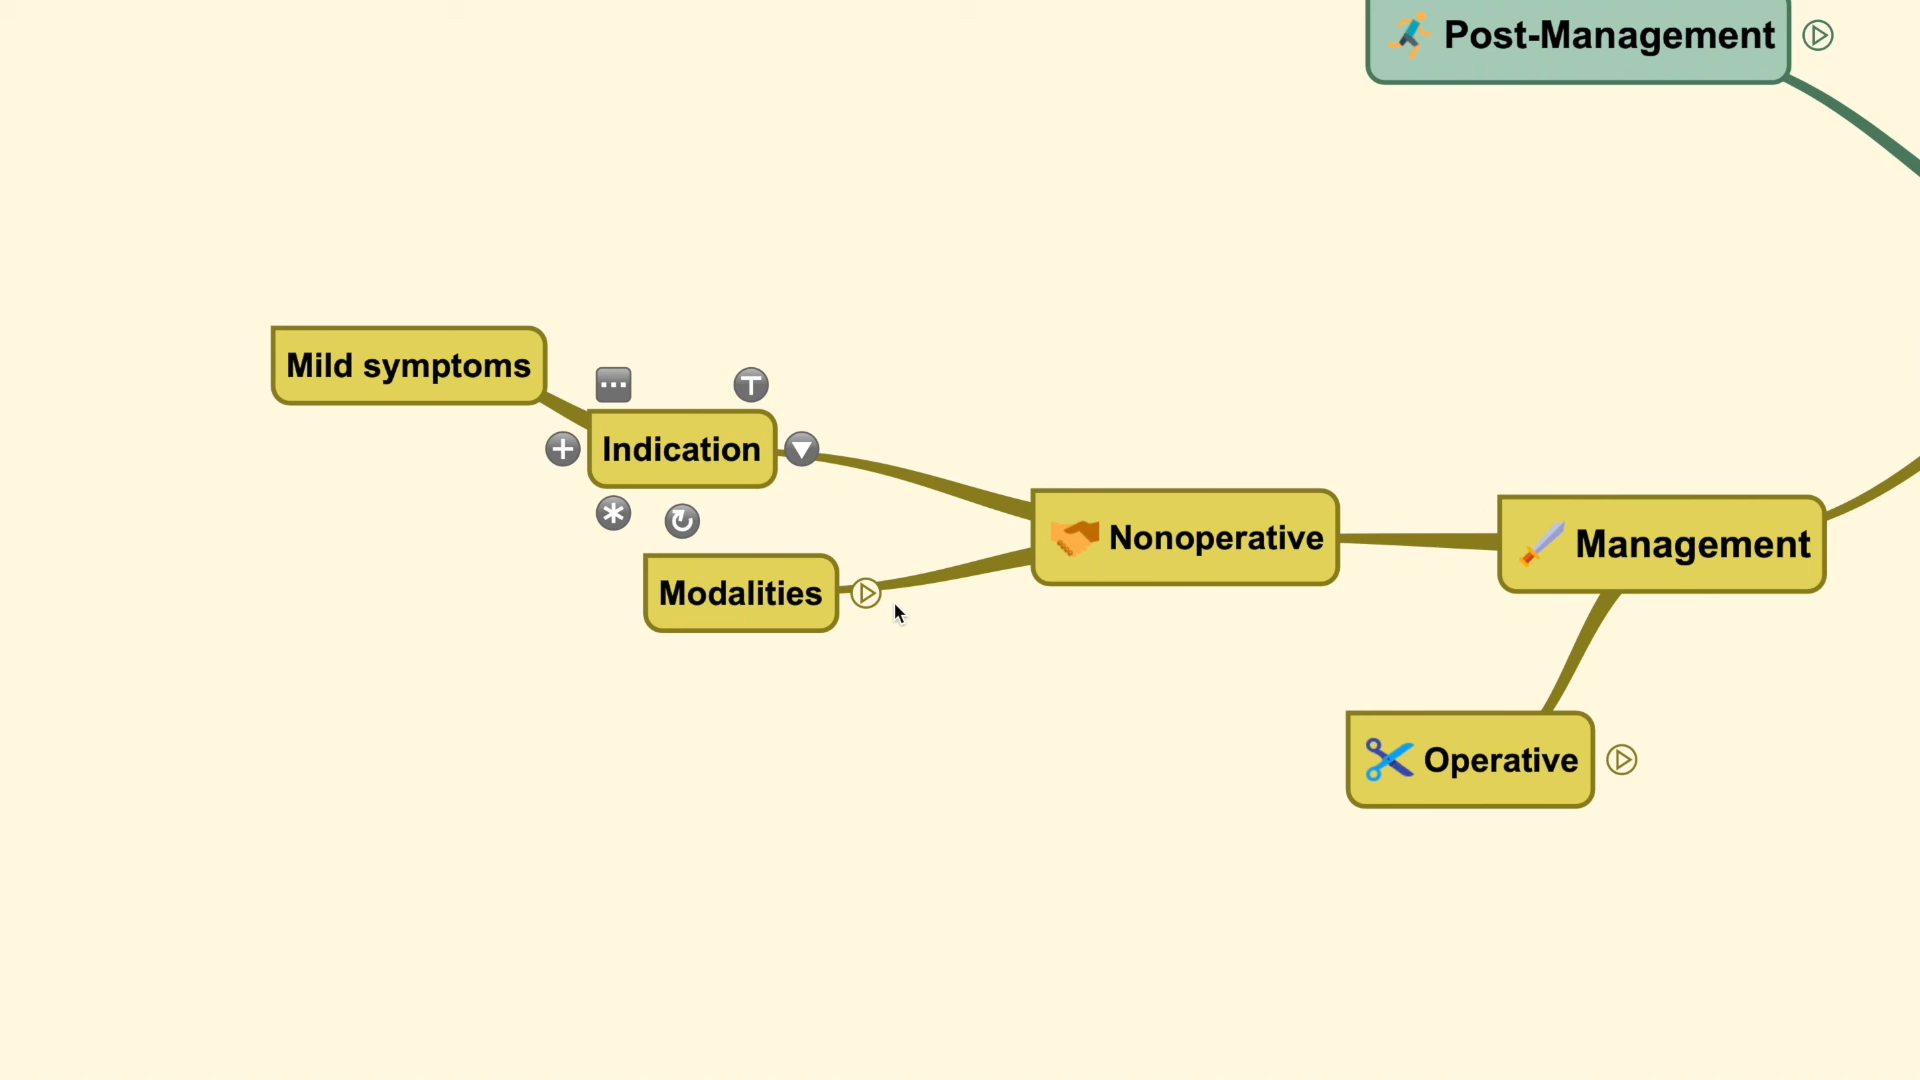 Post-Management
Mild symptoms
Indication
Nonoperative
Management
Modalities
Operative